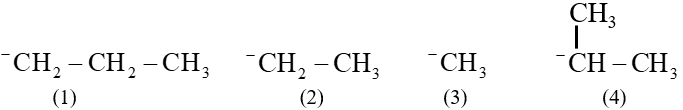 CH₃
⁻CH₂ – CH₂ – CH₃ ⁻CH₂ – CH₃ ⁻CH₃ ⁻CH – CH₃
(1) (2) (3) (4)